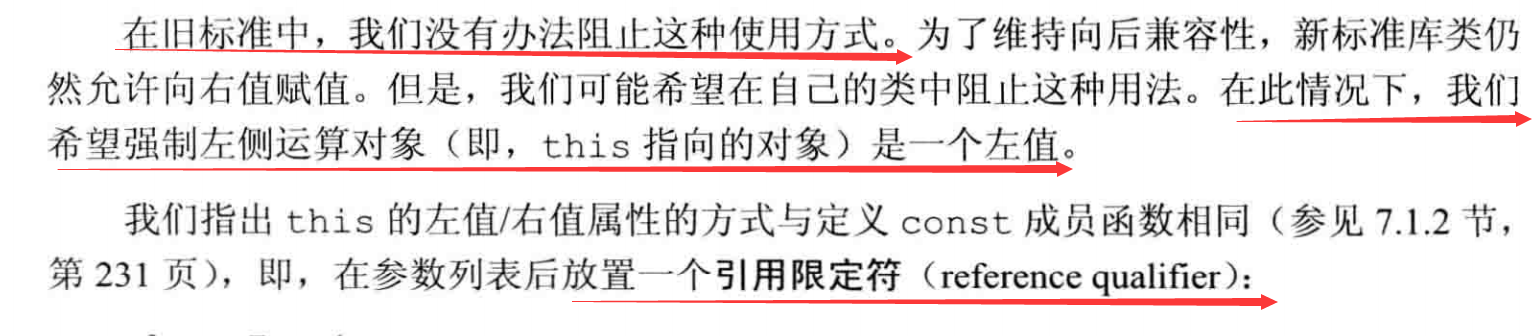 在旧标准中，我们没有办法阻止这种使用方式。为了维持向后兼容性，新标准库类仍
然允许向右值赋值。但是，我们可能希望在自己的类中阻止这种用法。在此情况下，我们
希望强制左侧运算对象（即，this 指向的对象）是一个左值。
我们指出 this 的左值/右值属性的方式与定义 const 成员函数相同（参见 7.1.2 节，
第 231 页），即，在参数列表后放置一个引用限定符（reference qualifier）：